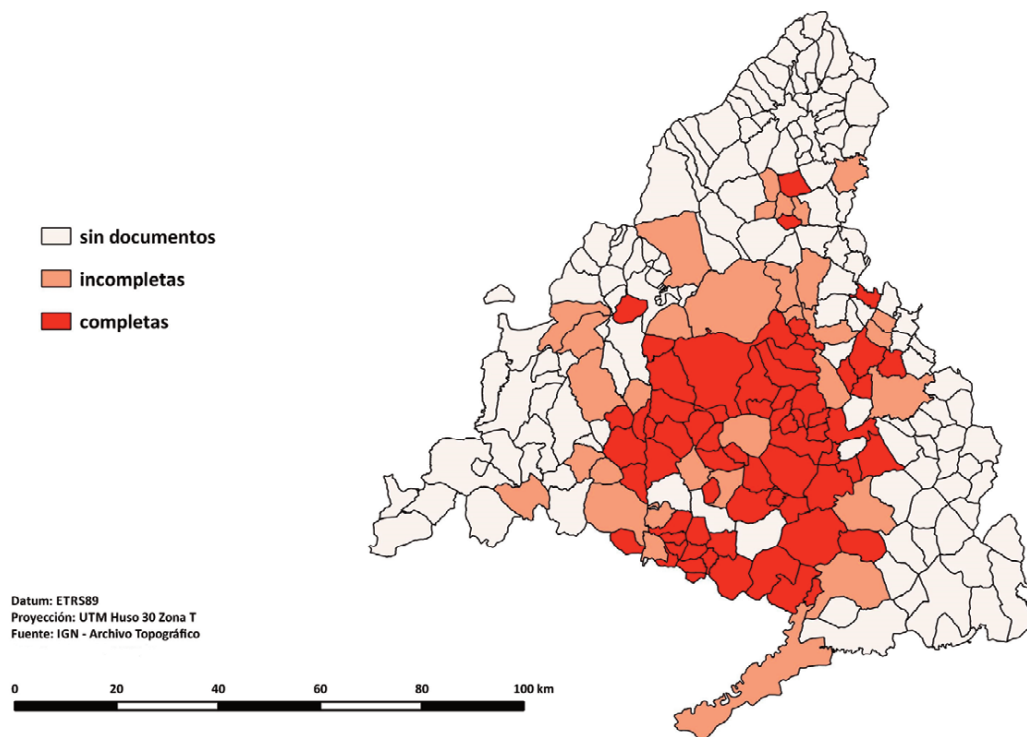 sin documentos
incompletas
completas
Datum: ETRS89
Proyección: UTM Huso 30 Zona T
Fuente: IGN - Archivo Topográfico
0 20 40 60 80 100 km